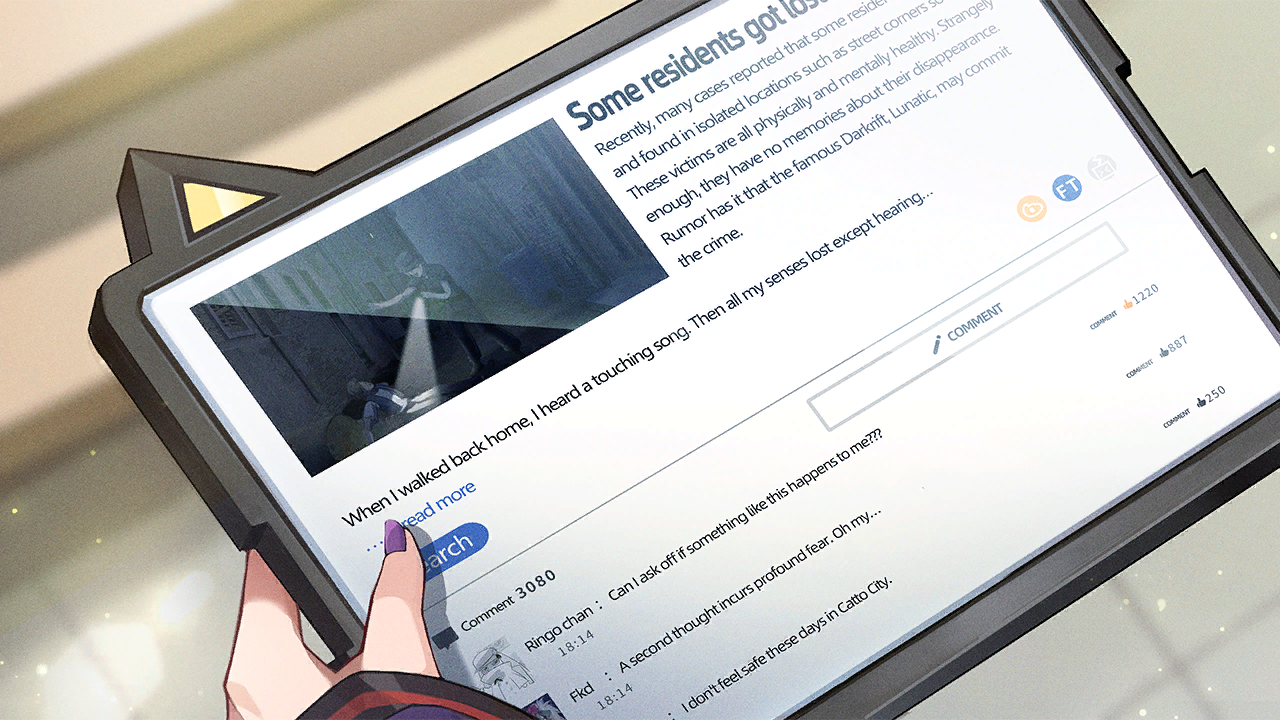 Some residents got lost
Recently, many cases reported that some resider
and found in isolated locations such as street corners so
These victims are all physically and mentally healthy. Strangely
enough, they have no memories about their disappearance.
Rumor has it that the famous Darkrift, Lunatic, may commit
the crime.
When I walked back home, I heard a touching song. Then all my senses lost except hearing...
...read more
earch
FT
COMMENT
Comment 3080
Ringo chan : Can I ask off if something like this happens to me???
18:14
COMMENT 1220
Fkd : A second thought incurs profound fear. Oh my...
18:14
COMMENT 887
: I don't feel safe these days in Catto City.
COMMENT 250